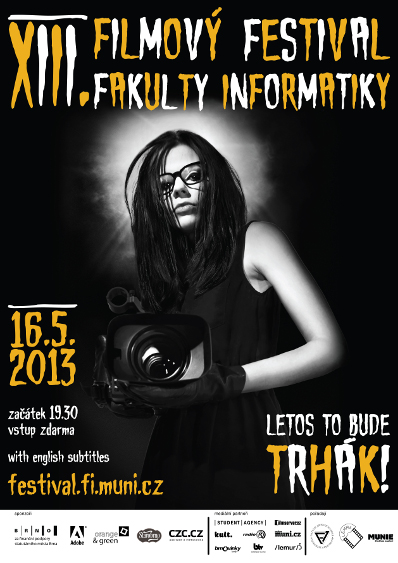 XIII. FILMOVÝ FESTIVAL
FAKULTY INFORMATIKY
16.5.
2013
začátek 19.30
vstup zdarma
with english subtitles
festival.fi.muni.cz
LETOS TO BUDE
TRHÁK!
sponzoři
BRNO
Adobe
orange
& green
CZC.CZ
mediální partneři
STUDENT AGENCY
kult.
muni.cz
lemur
pořádají
MUNIE